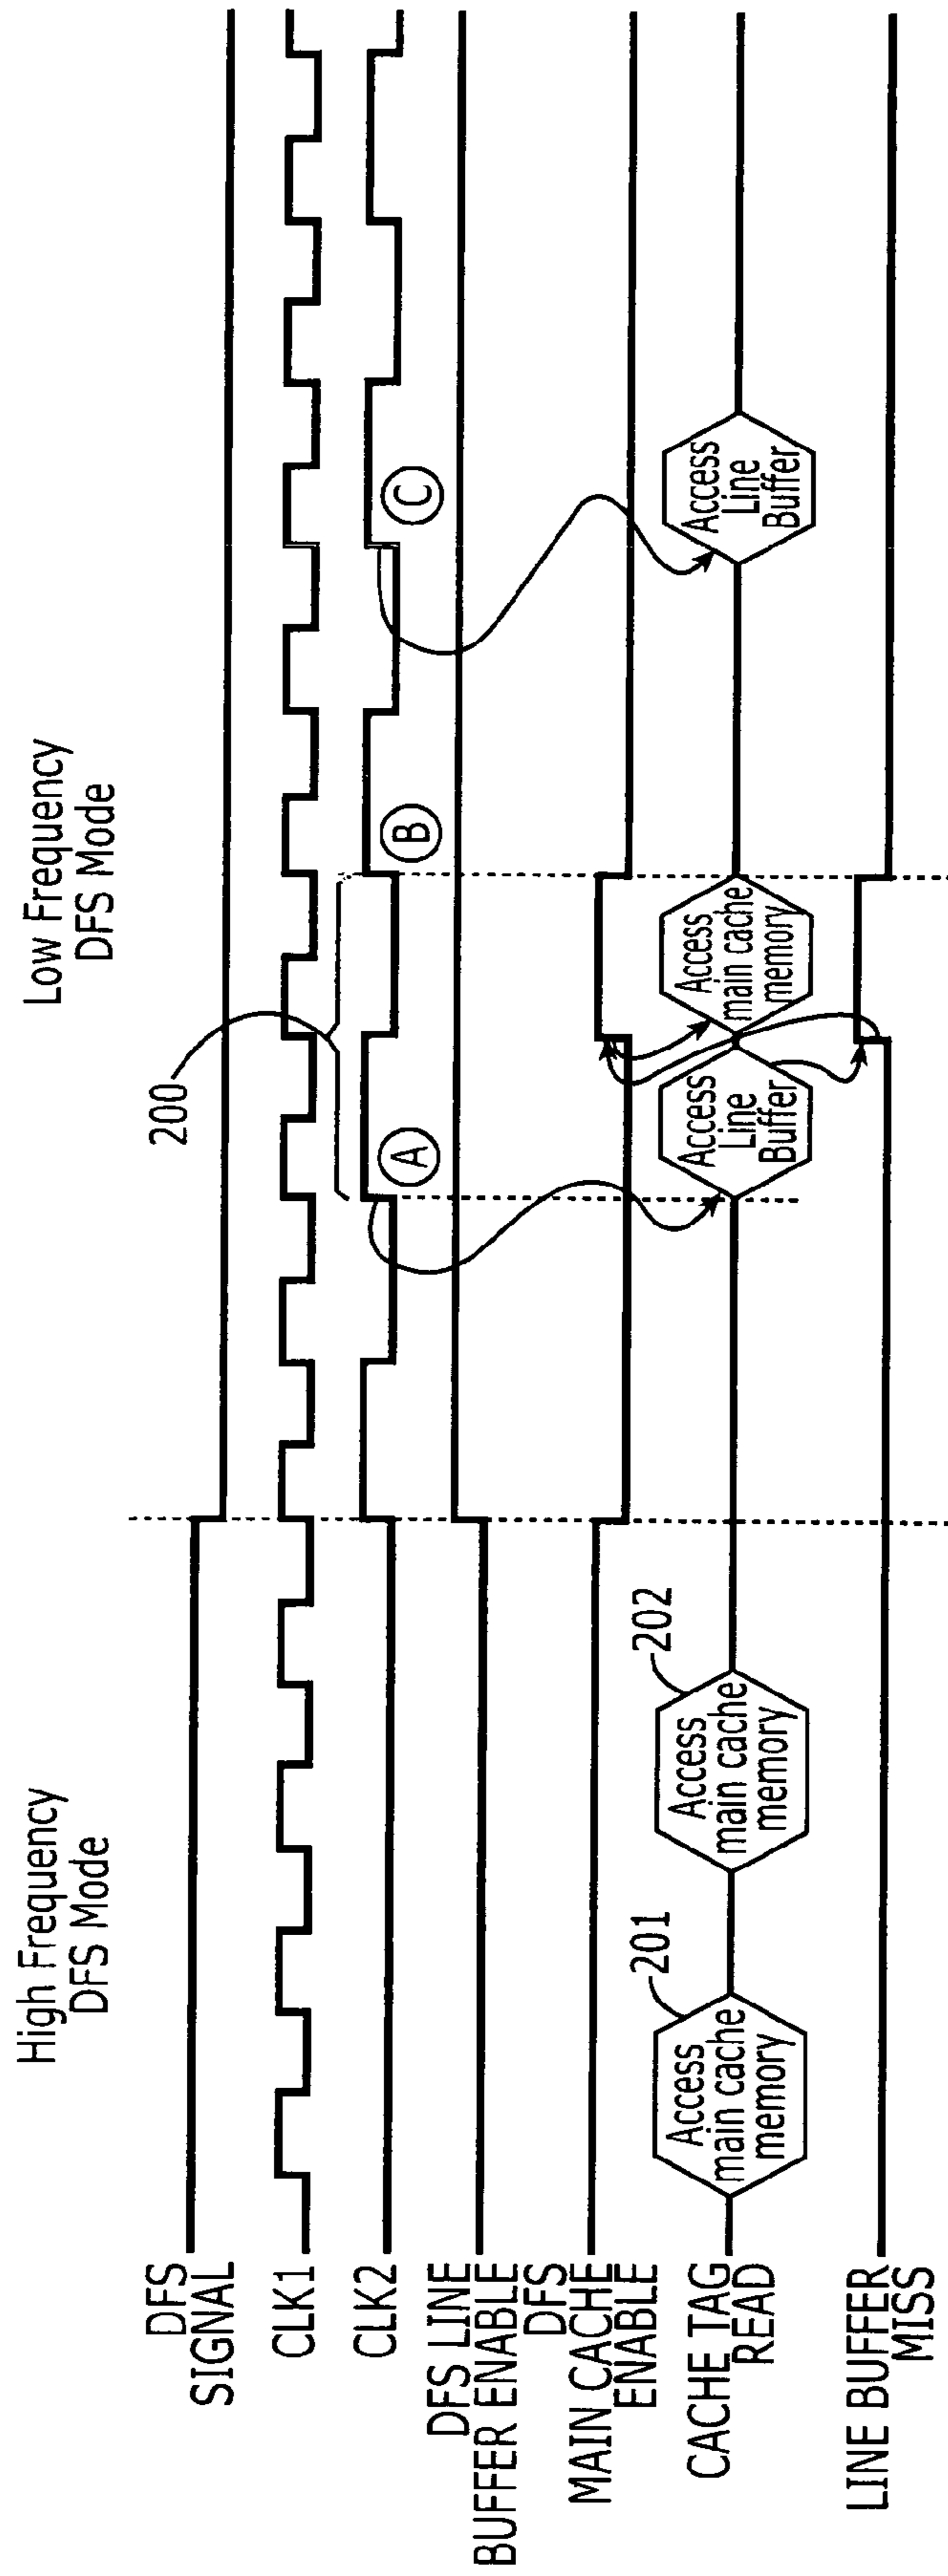 High Frequency
DFS Mode
Low Frequency
DFS Mode
DFS
SIGNAL
200
CLK1
CLK2
A
B
C
DFS LINE
BUFFER ENABLE
DFS
MAIN CACHE
ENABLE
CACHE TAG
READ
201
Access
main cache
memory
202
Access
main cache
memory
Access
Line
Buffer
Access
main cache
memory
Access
Line
Buffer
LINE BUFFER
MISS